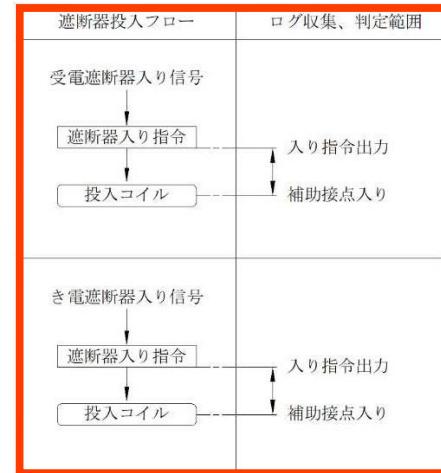 遮断器投入フロー
ログ収集、判定範囲
受電遮断器入り信号
遮断器入り指令
入り指令出力
投入コイル
補助接点入り
き電遮断器入り信号
遮断器入り指令
入り指令出力
投入コイル
補助接点入り